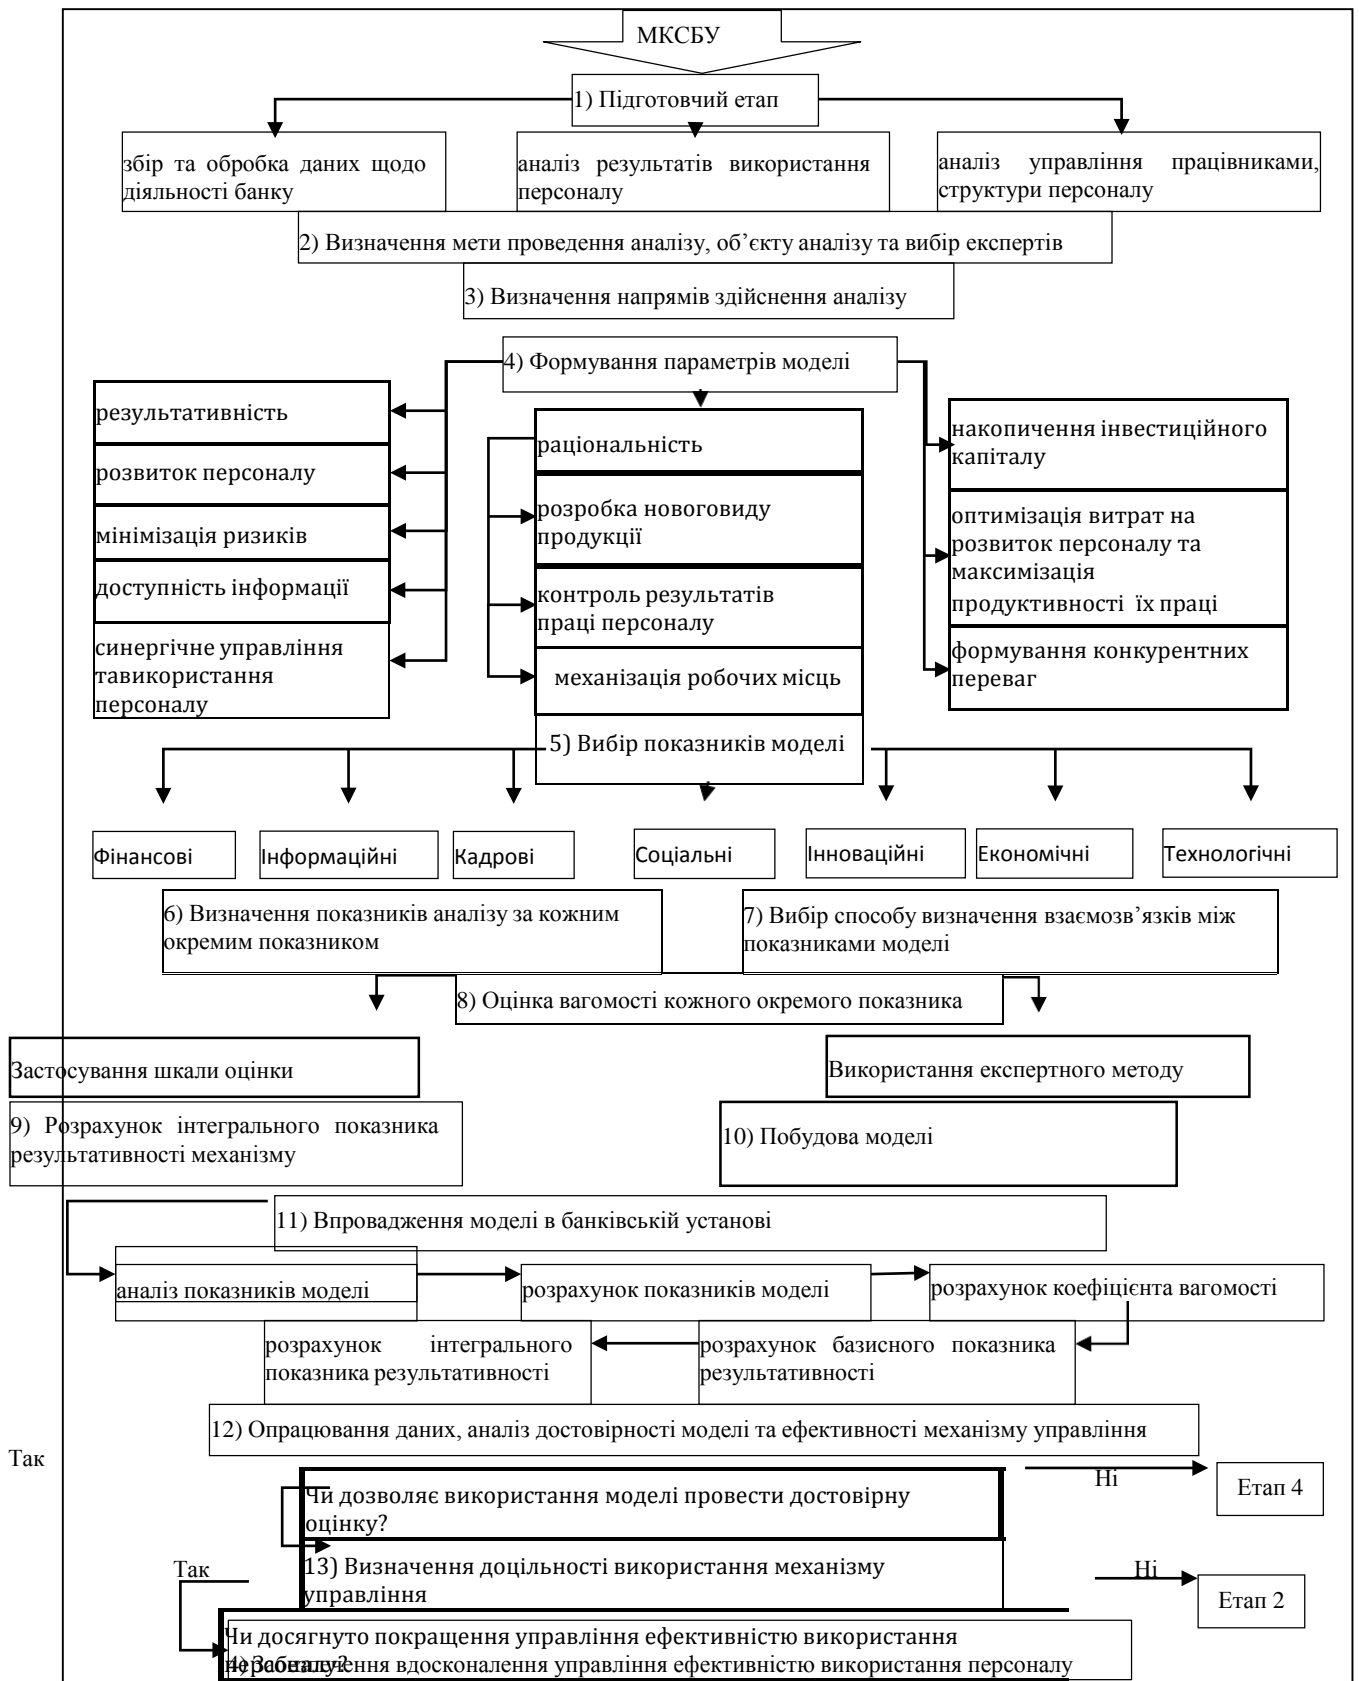 МКСБУ
1) Підготовчий етап
збір та обробка даних щодо
діяльності банку
аналіз результатів використання
персоналу
аналіз управління працівниками,
структури персоналу
2) Визначення мети проведення аналізу, об’єкту аналізу та вибір експертів
3) Визначення напрямів здійснення аналізу
4) Формування параметрів моделі
результативність
розвиток персоналу
мінімізація ризиків
доступність інформації
синергічне управління
тавикористання
персоналу
раціональність
розробка новоговиду
продукції
контроль результатів
праці персоналу
механізація робочих місць
накопичення інвестиційного
капіталу
оптимізація витрат на
розвиток персоналу та
максимізація
продуктивності їх праці
формування конкурентних
переваг
5) Вибір показників моделі
Фінансові
Інформаційні
Кадрові
Соціальні
Інноваційні
Економічні
Технологічні
6) Визначення показників аналізу за кожним
окремим показником
7) Вибір способу визначення взаємозв’язків між
показниками моделі
8) Оцінка вагомості кожного окремого показника
Застосування шкали оцінки
Використання експертного методу
9) Розрахунок інтегрального показника
результативності механізму
10) Побудова моделі
11) Впровадження моделі в банківській установі
аналіз показників моделі
розрахунок показників моделі
розрахунок коефіцієнта вагомості
розрахунок інтегрального
показника результативності
розрахунок базисного показника
результативності
12) Опрацювання даних, аналіз достовірності моделі та ефективності механізму управління
Так
Чи дозволяє використання моделі провести достовірну
оцінку?
Ні
Етап 4
13) Визначення доцільності використання механізму
управління
Так
Ні
Етап 2
Чи досягнуто покращення управління ефективністю використання
персоналу?
4) Забезпечення вдосконалення управління ефективністю використання персоналу